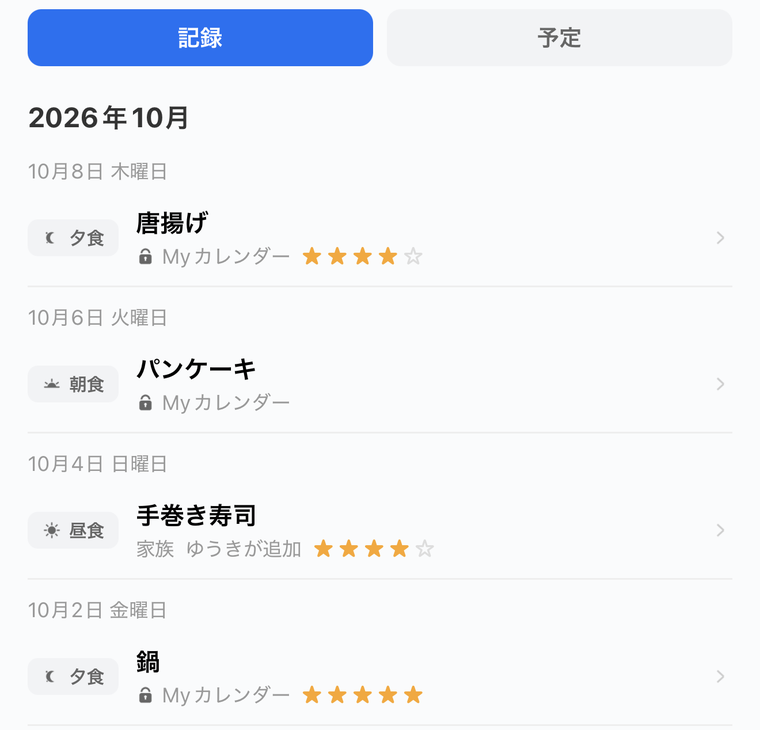 記録 予定
2026年10月
10月8日 木曜日
夕食 唐揚げ
Myカレンダー ★★★★☆
10月6日 火曜日
朝食 パンケーキ
Myカレンダー
10月4日 日曜日
昼食 手巻き寿司
家族 ゆうきが追加 ★★★★☆
10月2日 金曜日
夕食 鍋
Myカレンダー ★★★★★